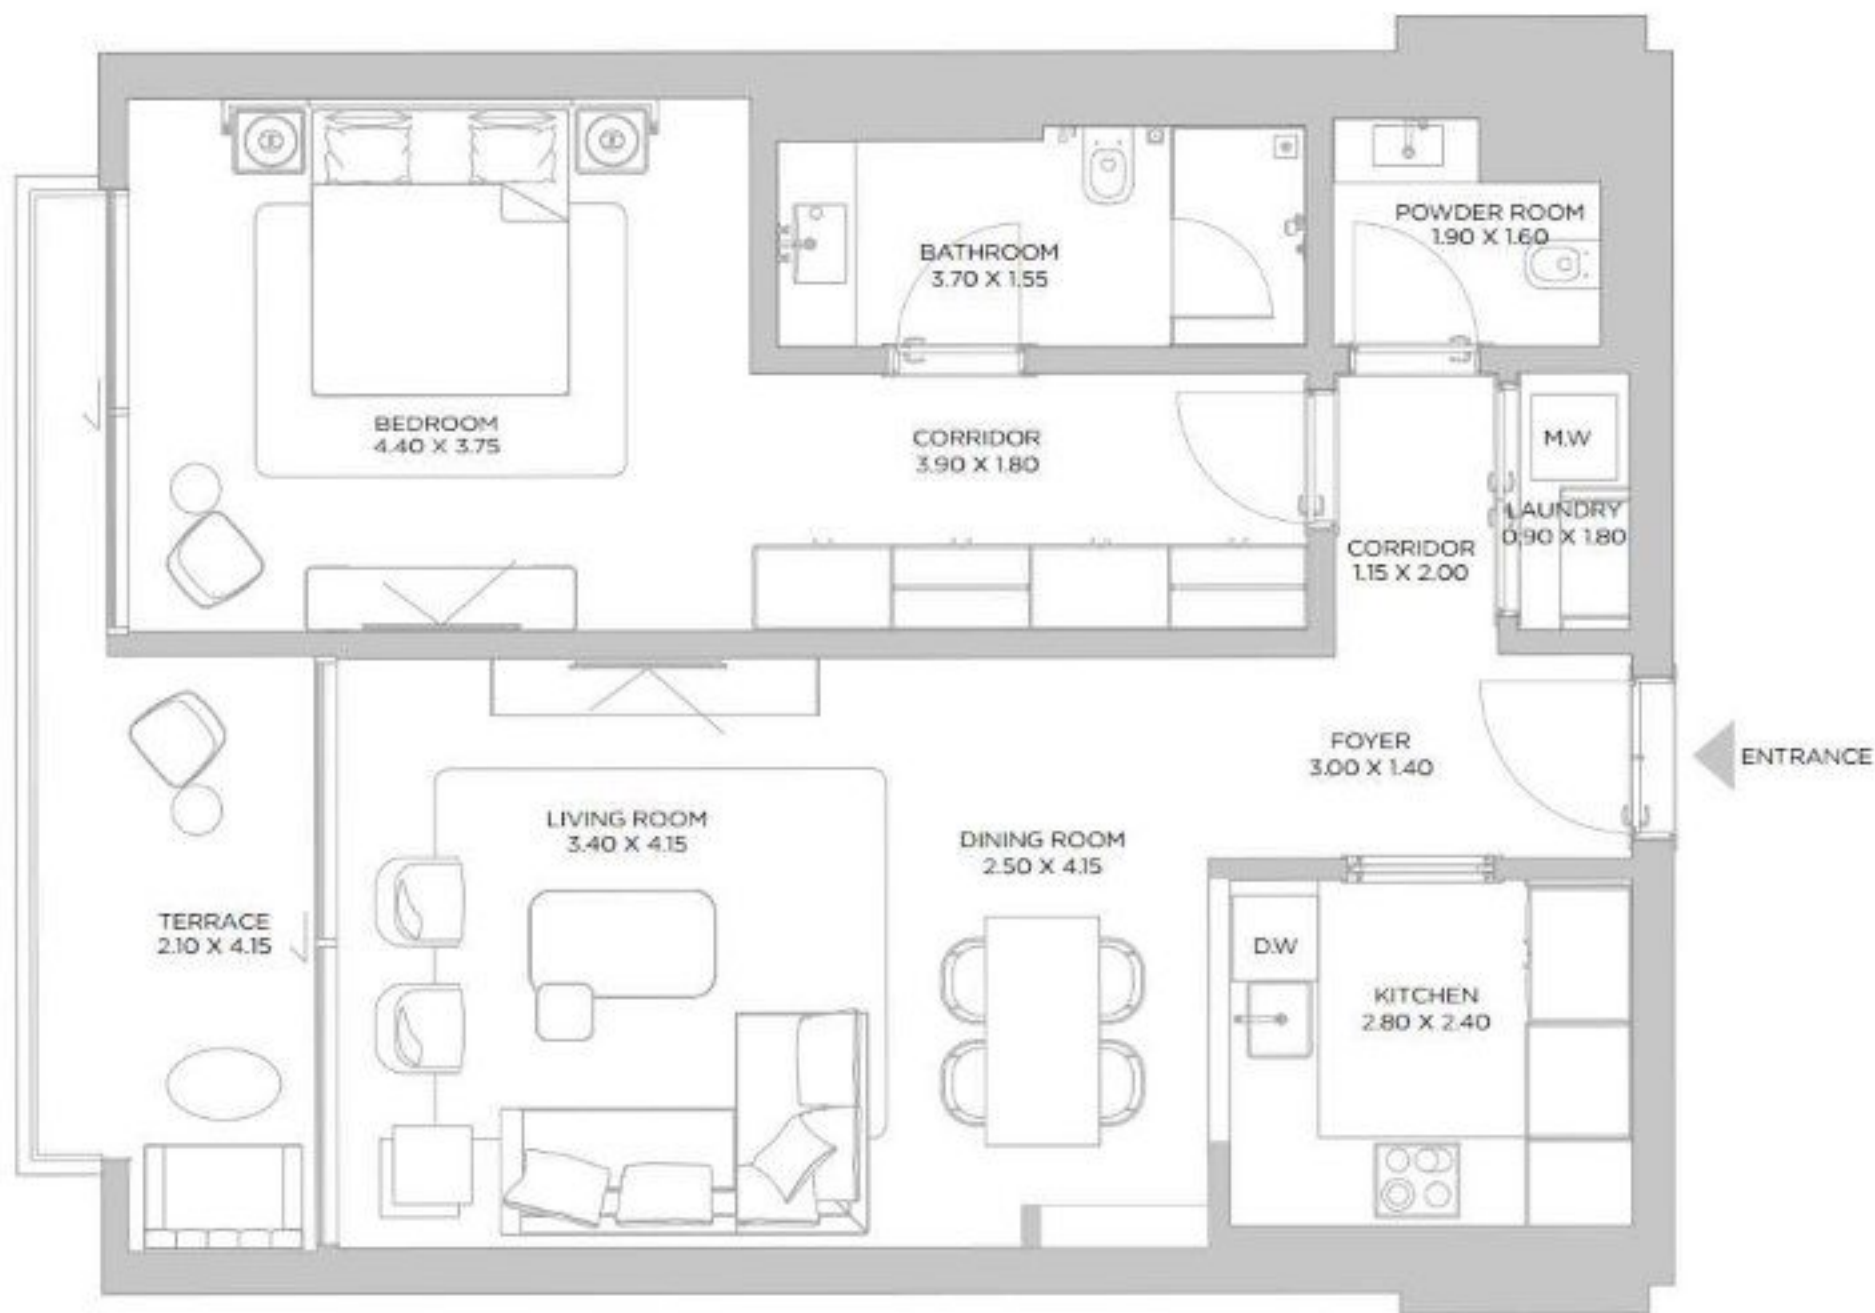 POWDER ROOM
1.90 X 1.60
BATHROOM
3.70 X 1.55
BEDROOM
4.40 X 3.75
CORRIDOR
3.90 X 1.80
M.W
LAUNDRY
0.90 X 1.80
CORRIDOR
1.15 X 2.00
FOYER
3.00 X 1.40
ENTRANCE
LIVING ROOM
3.40 X 4.15
DINING ROOM
2.50 X 4.15
TERRACE
2.10 X 4.15
D.W
KITCHEN
2.80 X 2.40